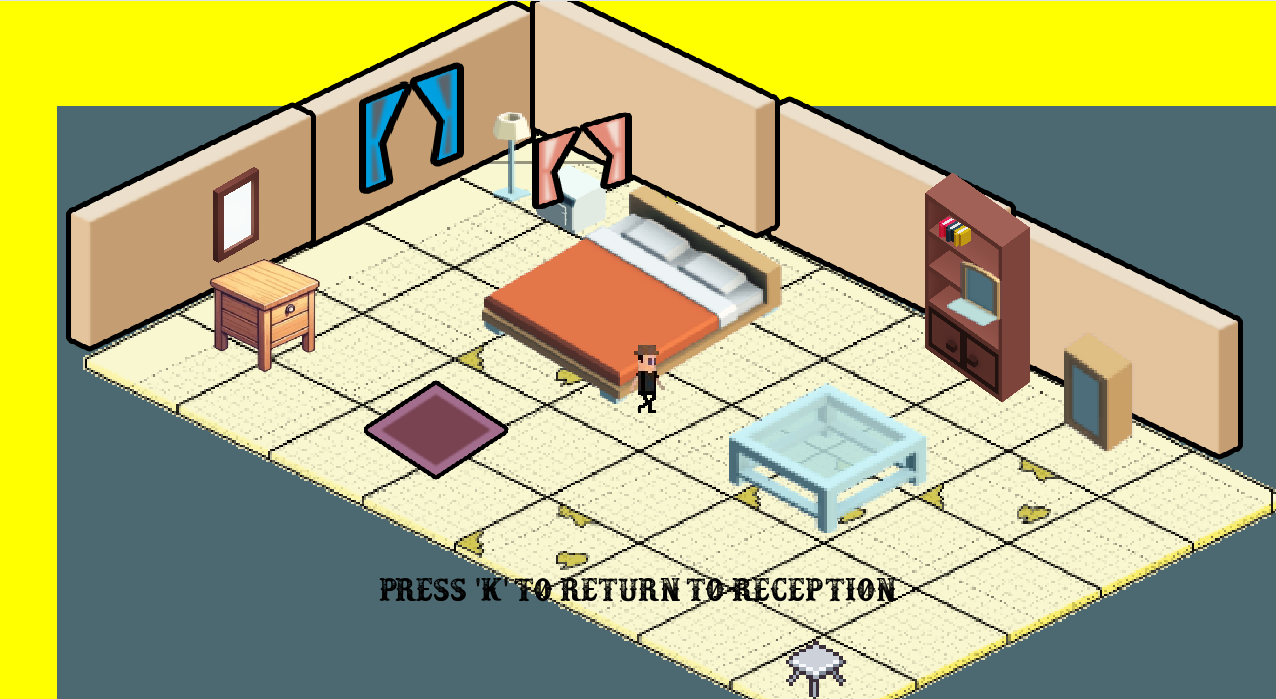 PRESS 'K' TO RETURN TO RECEPTION